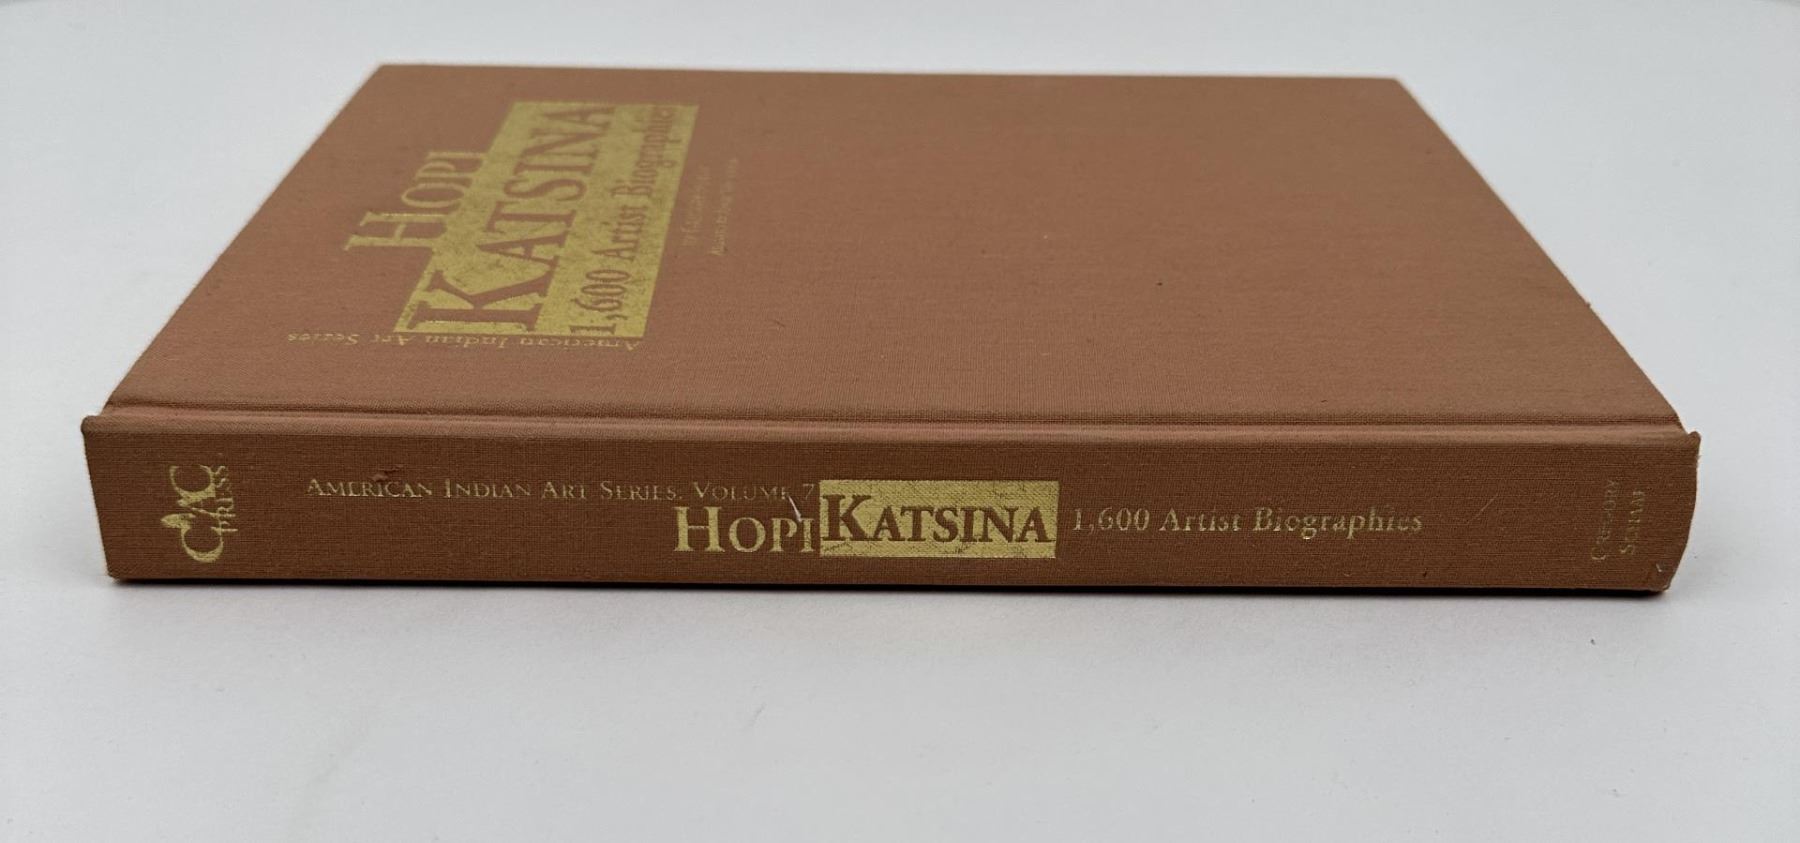 HOPI
KATSINA
1,600 Artist Biographies
American Indian Art Series
CIAC
PRESS
AMERICAN INDIAN ART SERIES, VOLUME 7
HOPI KATSINA 1,600 Artist Biographies
GREGORY
SCHAAF